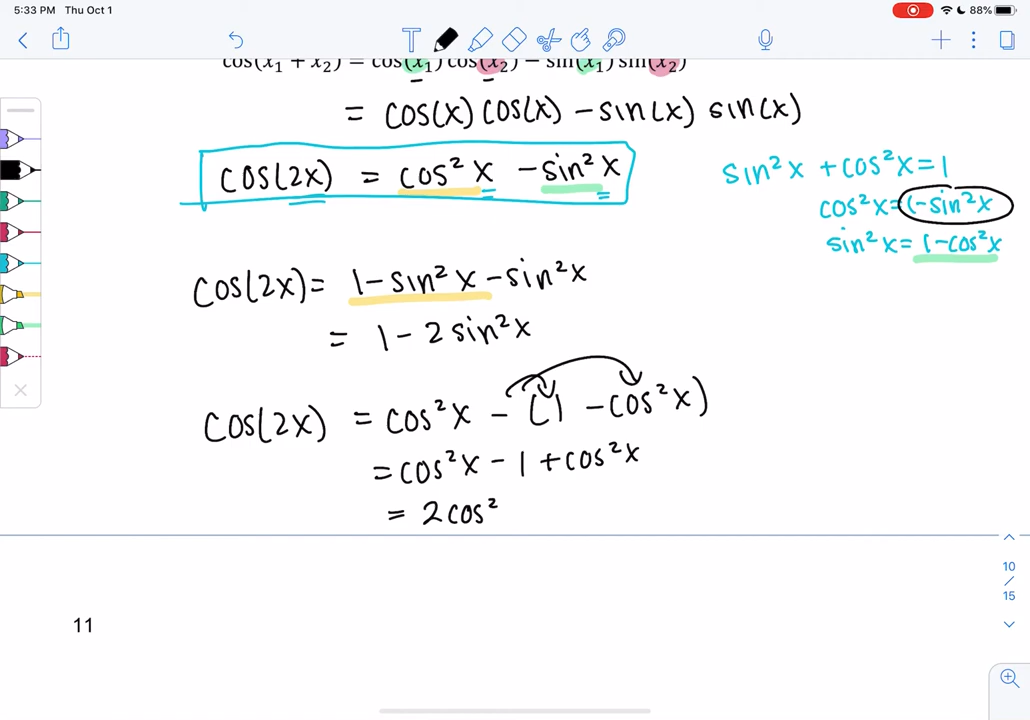 5:33 PM Thu Oct 1
88%
cos(x₁ + x₂) = cos(x₁)cos(x₂) − sin(x₁)sin(x₂)
= cos(x) cos(x) − sin(x) sin(x)
cos(2x) = cos²x − sin²x
sin²x + cos²x = 1
cos²x = 1 − sin²x
sin²x = 1 − cos²x
cos(2x) = 1 − sin²x − sin²x
= 1 − 2 sin²x
cos(2x) = cos²x − (1 − cos²x)
= cos²x − 1 + cos²x
= 2cos²
10
/
15
11